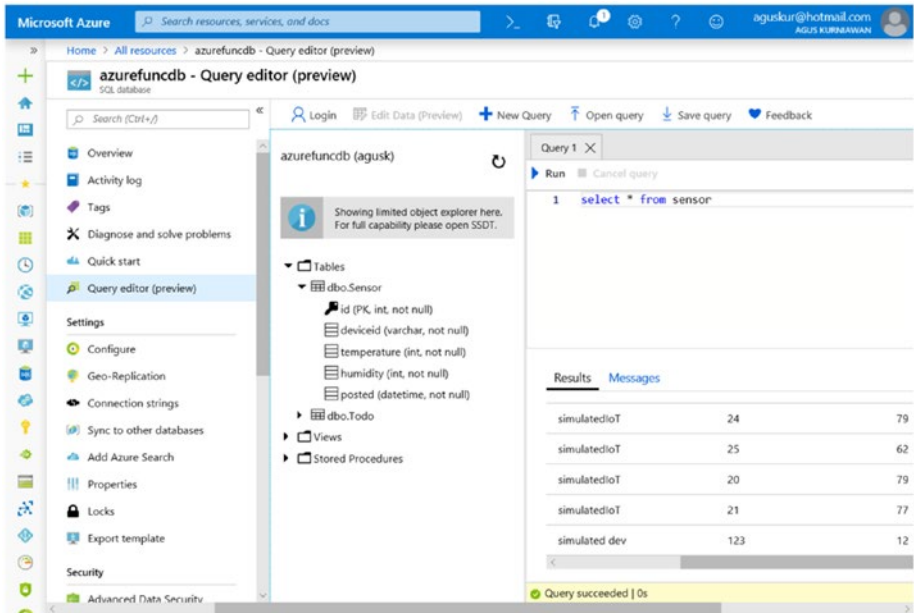 Microsoft Azure
Search resources, services, and docs
aguskur@hotmail.com
AGUS KURNIAWAN
Home > All resources > azurefuncdb - Query editor (preview)
azurefuncdb - Query editor (preview)
SQL database
Search (Ctrl+/)
Overview
Activity log
Tags
Diagnose and solve problems
Quick start
Query editor (preview)
Settings
Configure
Geo-Replication
Connection strings
Sync to other databases
Add Azure Search
Properties
Locks
Export template
Security
Advanced Data Security
Login Edit Data (Preview) New Query Open query Save query Feedback
azurefuncdb (agusk)
Showing limited object explorer here.
For full capability please open SSDT.
Tables
dbo.Sensor
id (PK, int, not null)
deviceid (varchar, not null)
temperature (int, not null)
humidity (int, not null)
posted (datetime, not null)
dbo.Todo
Views
Stored Procedures
Query 1
Run Cancel query
1 select * from sensor
Results Messages
simulatedIoT 24 79
simulatedIoT 25 62
simulatedIoT 20 79
simulatedIoT 21 77
simulated dev 123 12
Query succeeded | 0s